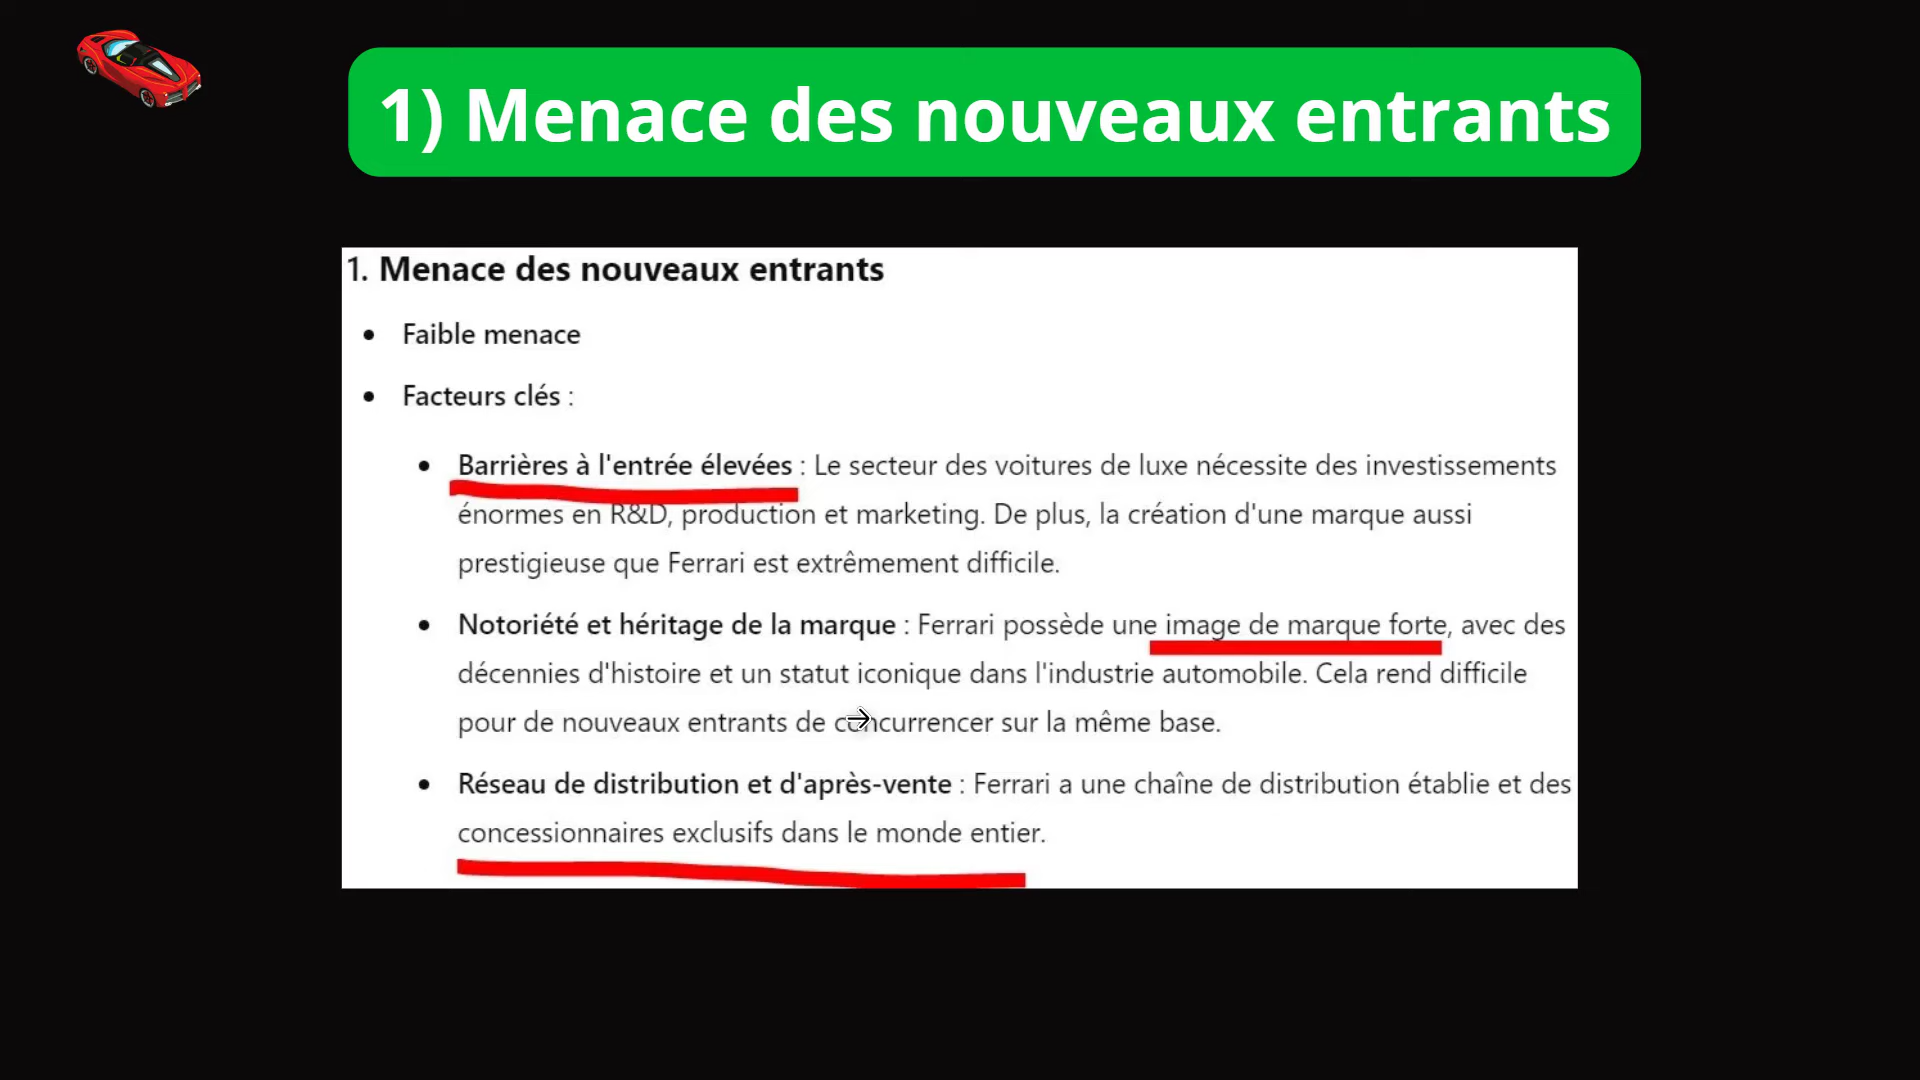 1) Menace des nouveaux entrants
1. Menace des nouveaux entrants
• Faible menace
• Facteurs clés :
• Barrières à l'entrée élevées : Le secteur des voitures de luxe nécessite des investissements
énormes en R&D, production et marketing. De plus, la création d'une marque aussi
prestigieuse que Ferrari est extrêmement difficile.
• Notoriété et héritage de la marque : Ferrari possède une image de marque forte, avec des
décennies d'histoire et un statut iconique dans l'industrie automobile. Cela rend difficile
pour de nouveaux entrants de concurrencer sur la même base.
• Réseau de distribution et d'après-vente : Ferrari a une chaîne de distribution établie et des
concessionnaires exclusifs dans le monde entier.